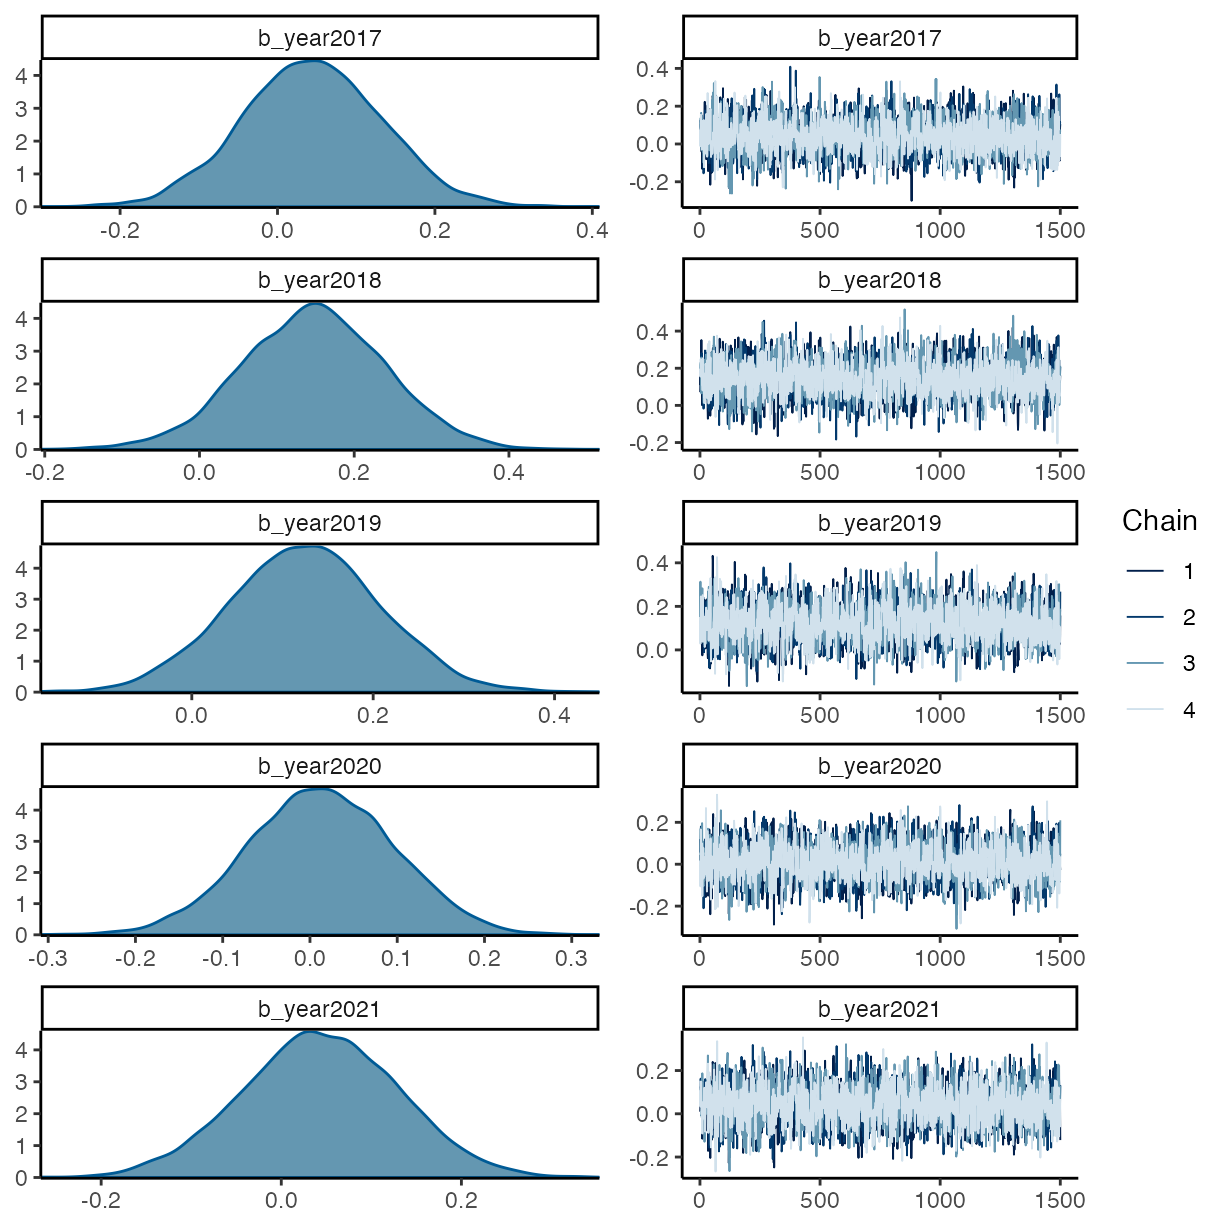 b_year2017 b_year2017
4 3 2 1 0
-0.2 0.0 0.2 0.4
0.4 0.2 0.0 -0.2
0 500 1000 1500
b_year2018 b_year2018
4 3 2 1 0
-0.2 0.0 0.2 0.4
0.4 0.2 0.0 -0.2
0 500 1000 1500
b_year2019 b_year2019
4 3 2 1 0
0.0 0.2 0.4
0.4 0.2 0.0
0 500 1000 1500
b_year2020 b_year2020
4 3 2 1 0
-0.3 -0.2 -0.1 0.0 0.1 0.2 0.3
0.2 0.0 -0.2
0 500 1000 1500
b_year2021 b_year2021
4 3 2 1 0
-0.2 0.0 0.2
0.2 0.0 -0.2
0 500 1000 1500
Chain
1
2
3
4